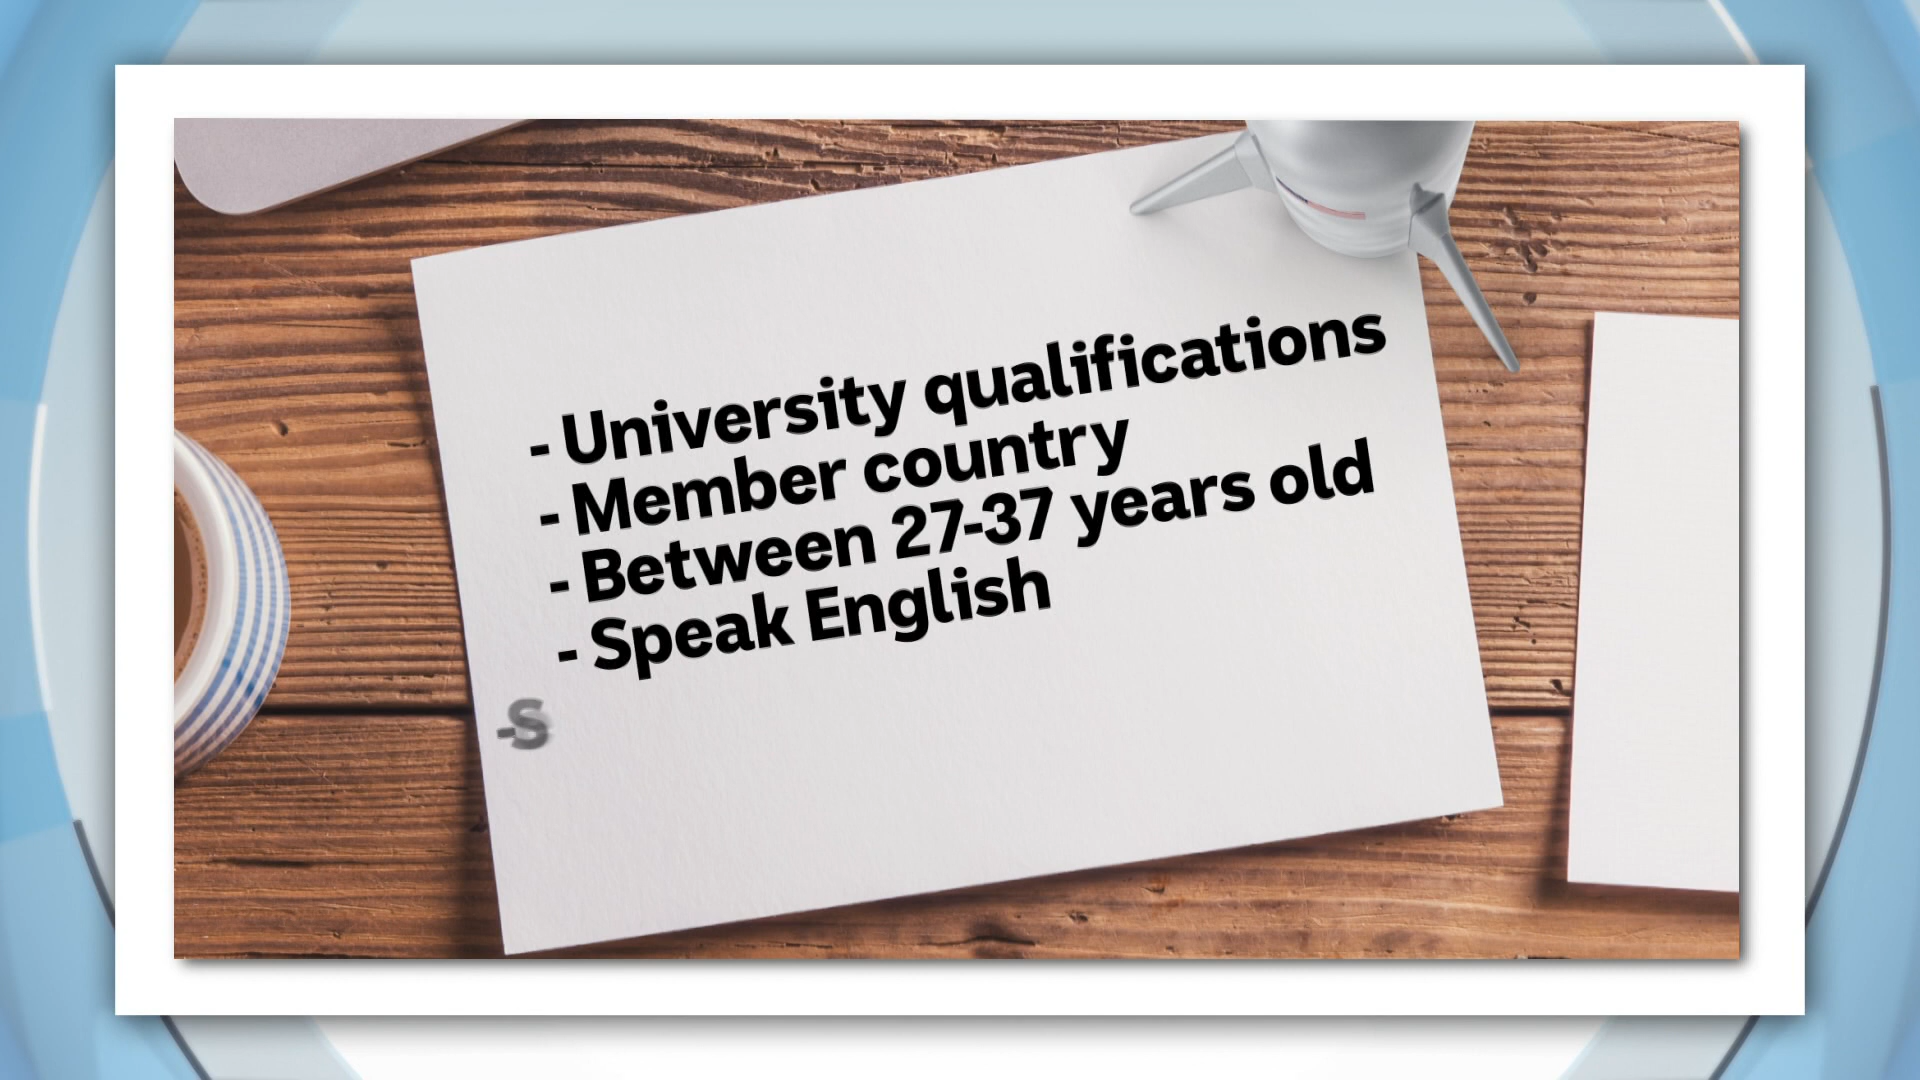 - University qualifications
- Member country
- Between 27-37 years old
- Speak English
-S